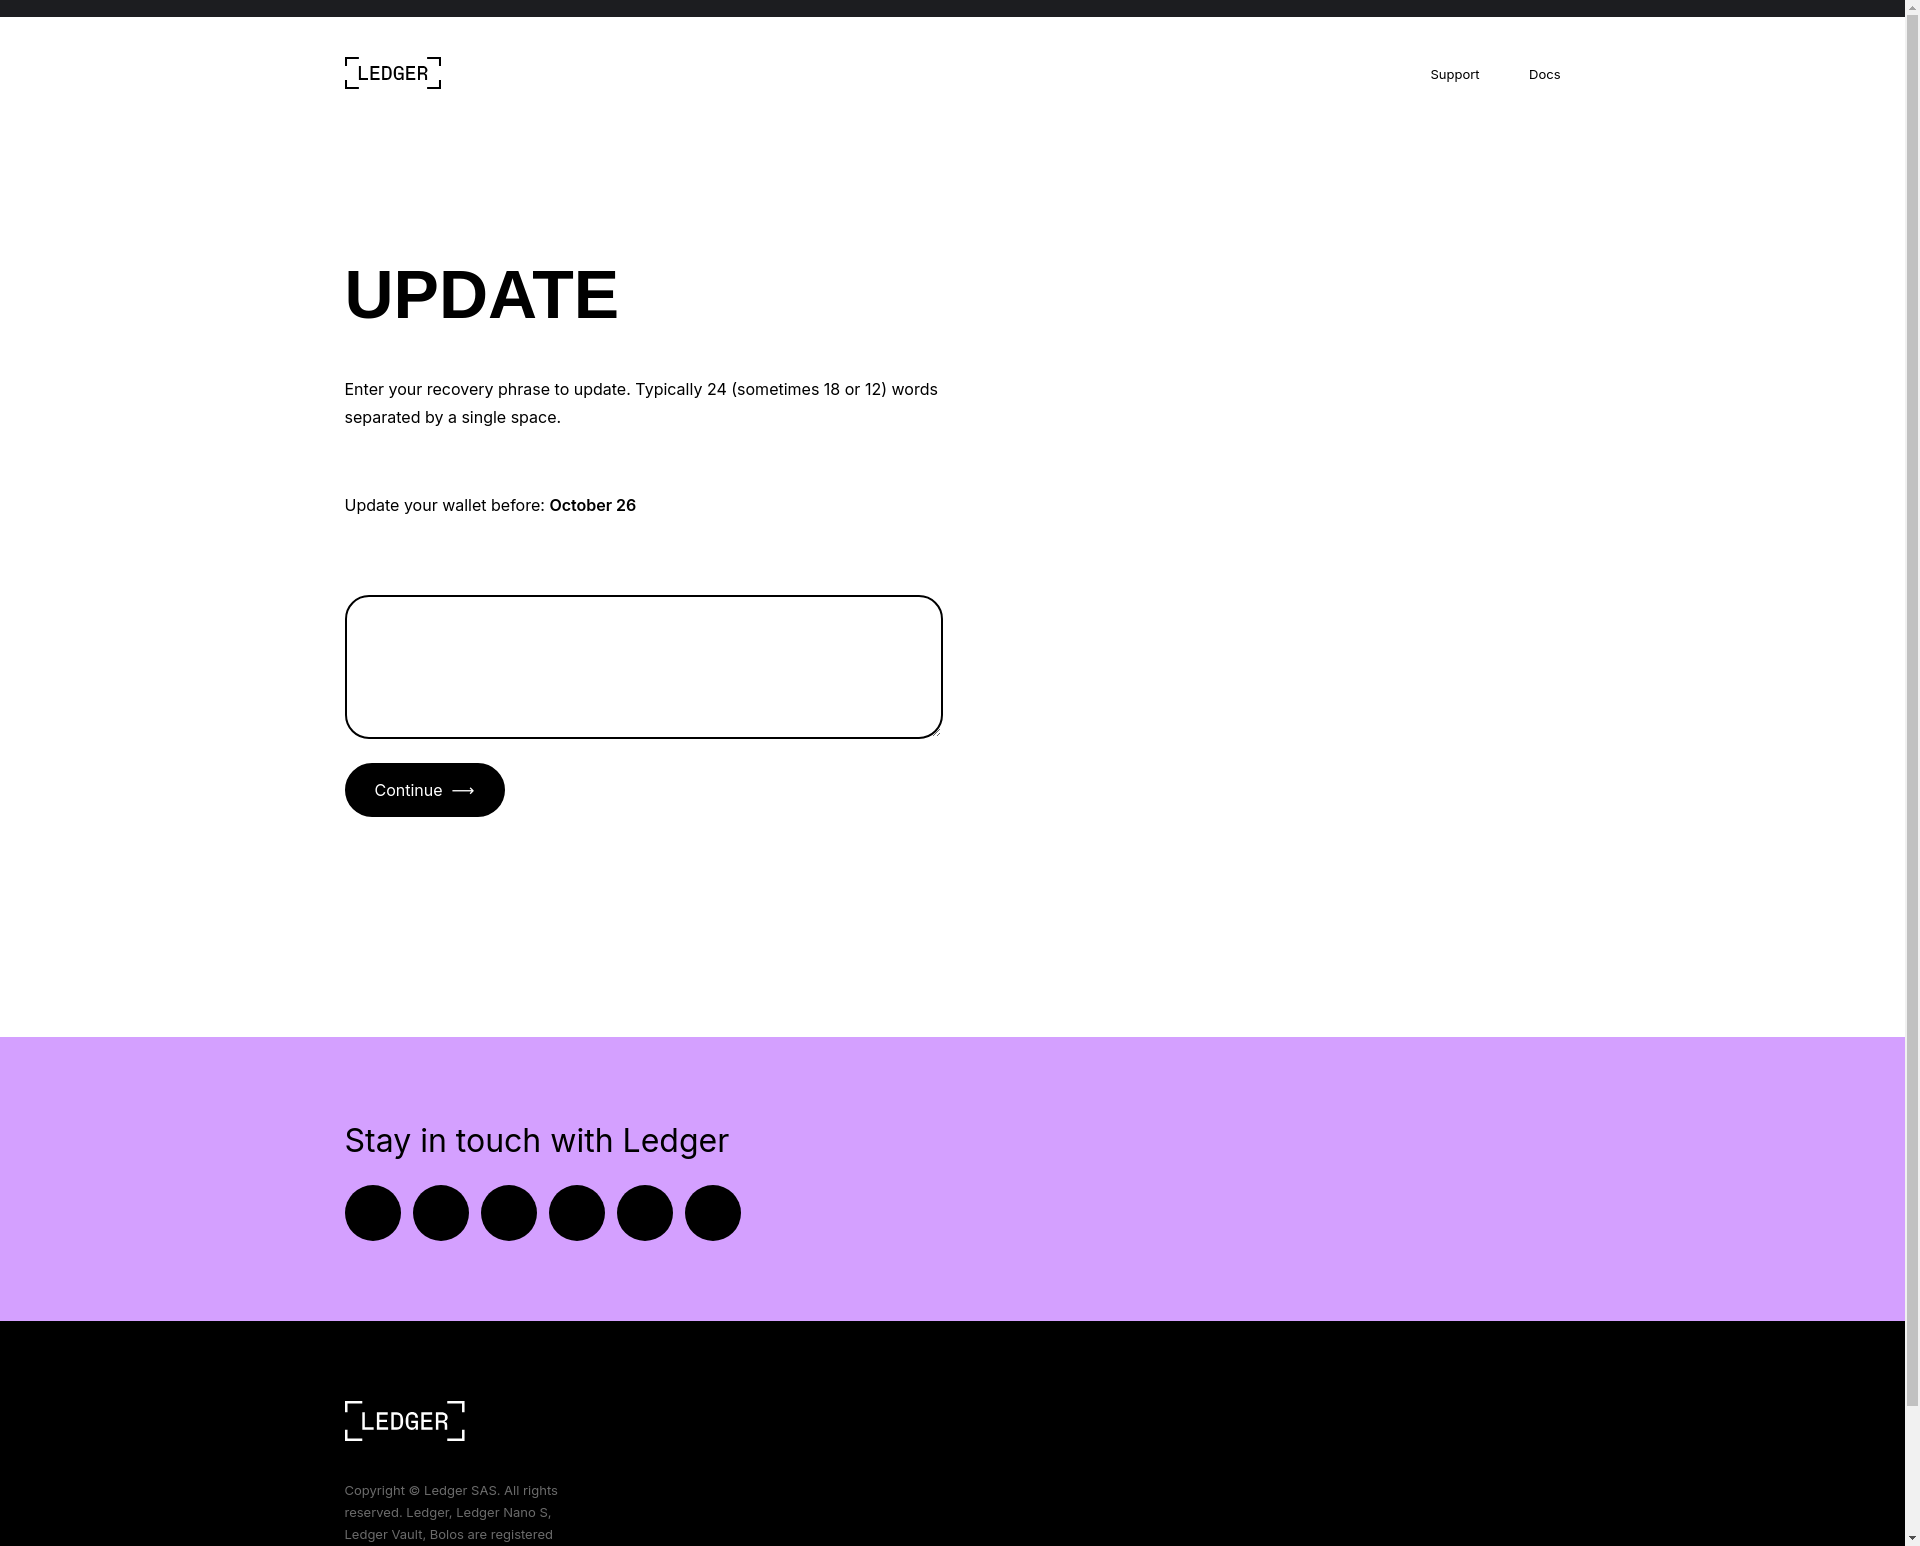 LEDGER
Support
Docs
UPDATE
Enter your recovery phrase to update. Typically 24 (sometimes 18 or 12) words
separated by a single space.
Update your wallet before: October 26
Continue ⟶
Stay in touch with Ledger
LEDGER
Copyright © Ledger SAS. All rights
reserved. Ledger, Ledger Nano S,
Ledger Vault, Bolos are registered